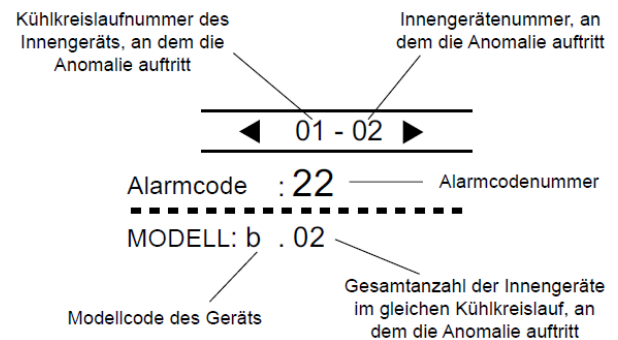 Kühlkreislaufnummer des
Innengeräts, an dem die
Anomalie auftritt
Innengerätenummer, an
dem die Anomalie auftritt
◀ 01 - 02 ▶
Alarmcode : 22
Alarmcodenummer
MODELL: b . 02
Modellcode des Geräts
Gesamtanzahl der Innengeräte
im gleichen Kühlkreislauf, an
dem die Anomalie auftritt